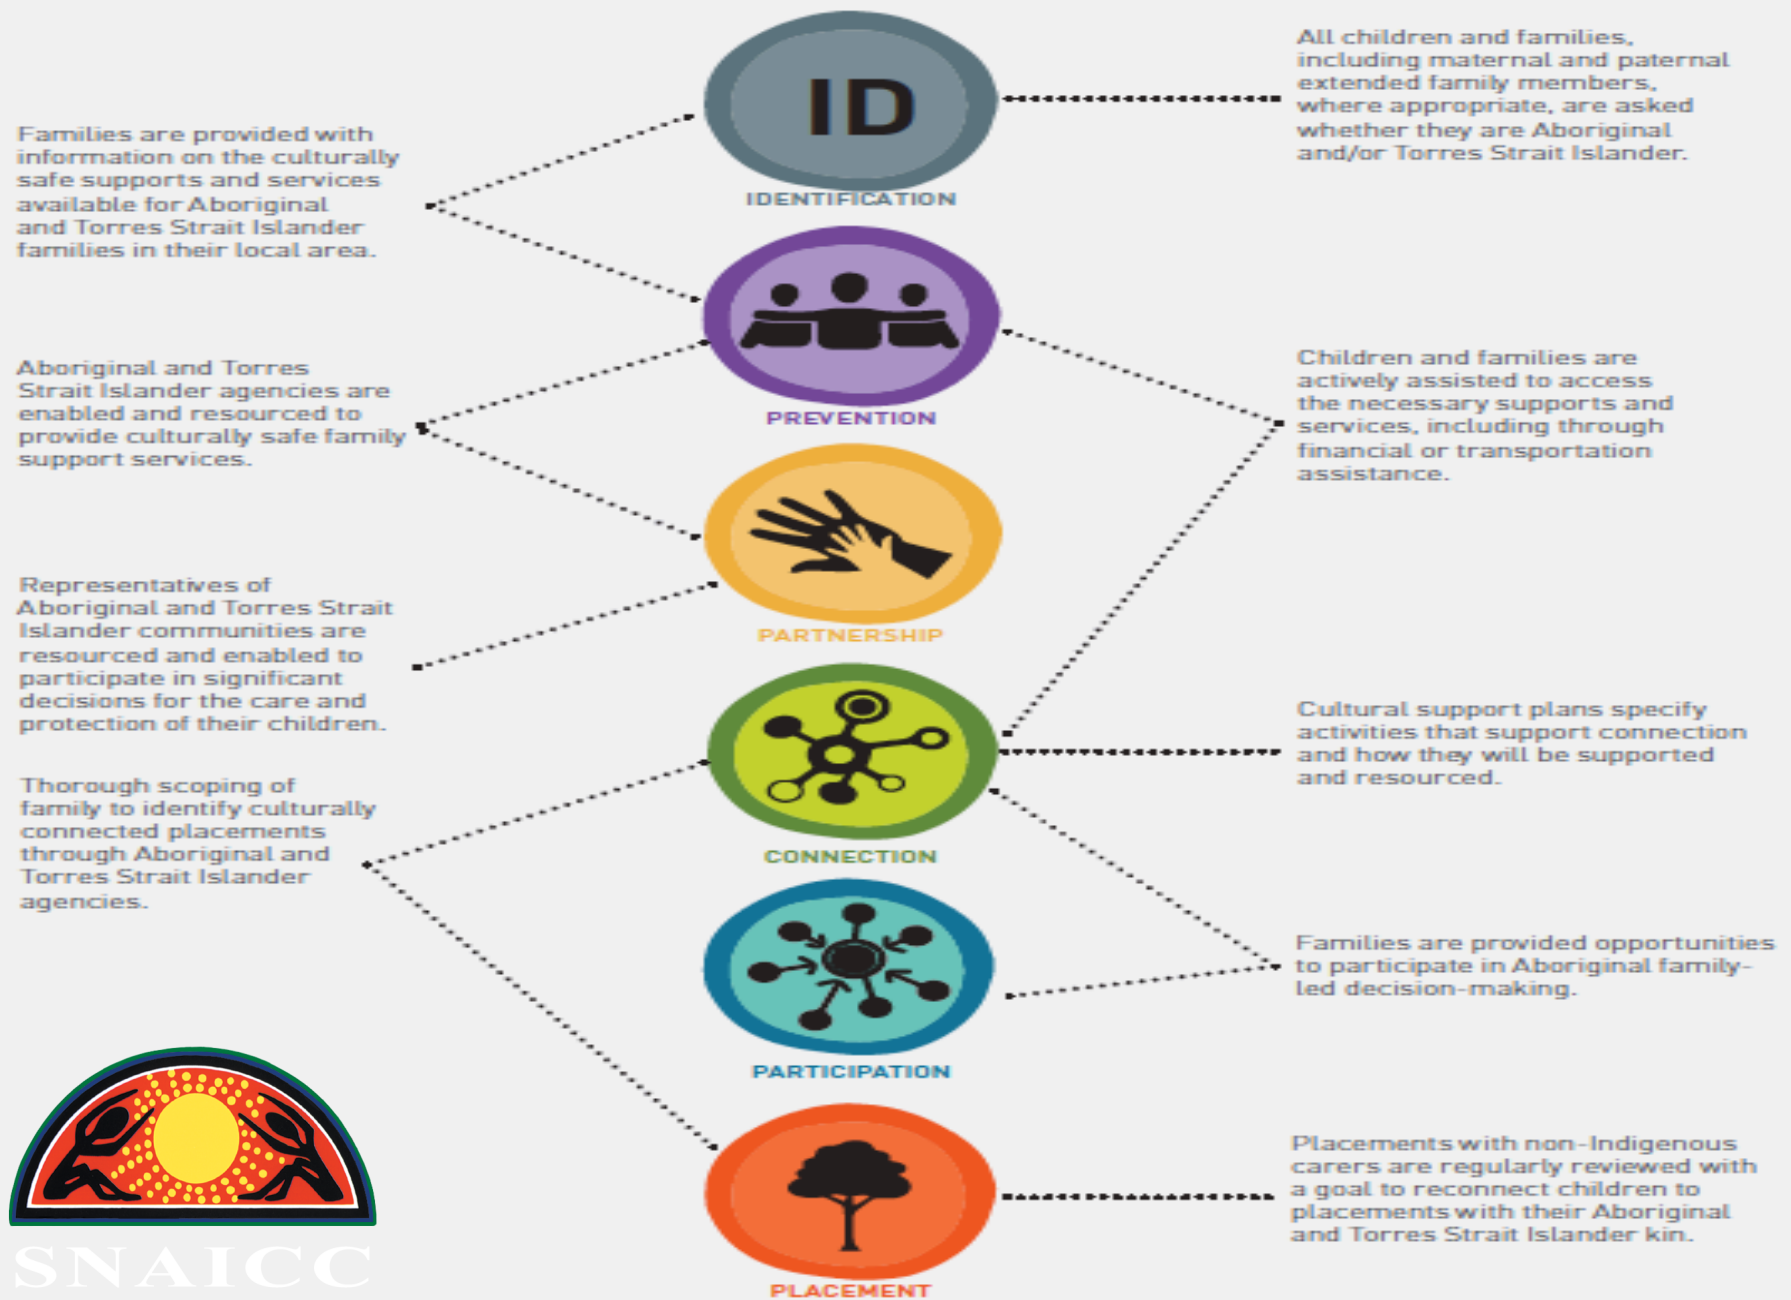 Families are provided with
information on the culturally
safe supports and services
available for Aboriginal
and Torres Strait Islander
families in their local area.
Aboriginal and Torres
Strait Islander agencies are
enabled and resourced to
provide culturally safe family
support services.
Representatives of
Aboriginal and Torres Strait
Islander communities are
resourced and enabled to
participate in significant
decisions for the care and
protection of their children.
Thorough scoping of
family to identify culturally
connected placements
through Aboriginal and
Torres Strait Islander
agencies.
SNAICC
ID
IDENTIFICATION
PREVENTION
PARTNERSHIP
CONNECTION
PARTICIPATION
PLACEMENT
All children and families,
including maternal and paternal
extended family members,
where appropriate, are asked
whether they are Aboriginal
and/or Torres Strait Islander.
Children and families are
actively assisted to access
the necessary supports and
services, including through
financial or transportation
assistance.
Cultural support plans specify
activities that support connection
and how they will be supported
and resourced.
Families are provided opportunities
to participate in Aboriginal family-
led decision-making.
Placements with non-Indigenous
carers are regularly reviewed with
a goal to reconnect children to
placements with their Aboriginal
and Torres Strait Islander kin.